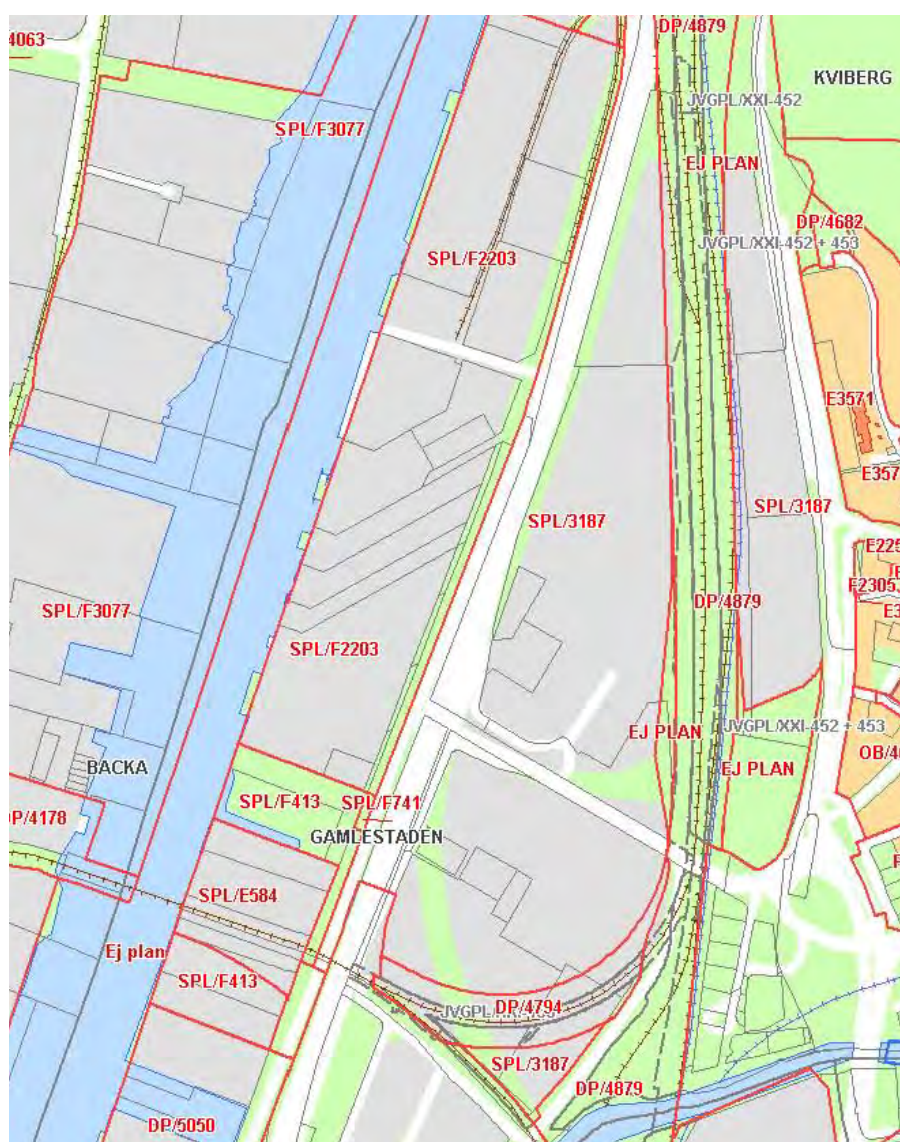 DP/4879
4063
KVIBERG
JVGPL/XXI-452
SPL/F3077
EJ PLAN
DP/4682
JVGPL/XXI-452 + 453
SPL/F2203
E3571
E357
SPL/3187
SPL/3187
E225
F2305
E3
DP/4879
SPL/F3077
SPL/F2203
EJ PLAN
JVGPL/XXI-452 + 453
OB/4
EJ PLAN
BACKA
SPL/F413
SPL/F741
DP/4178
GAMLESTADEN
SPL/E584
Ej plan
SPL/F413
DP/4794
SPL/3187
DP/4879
DP/5050